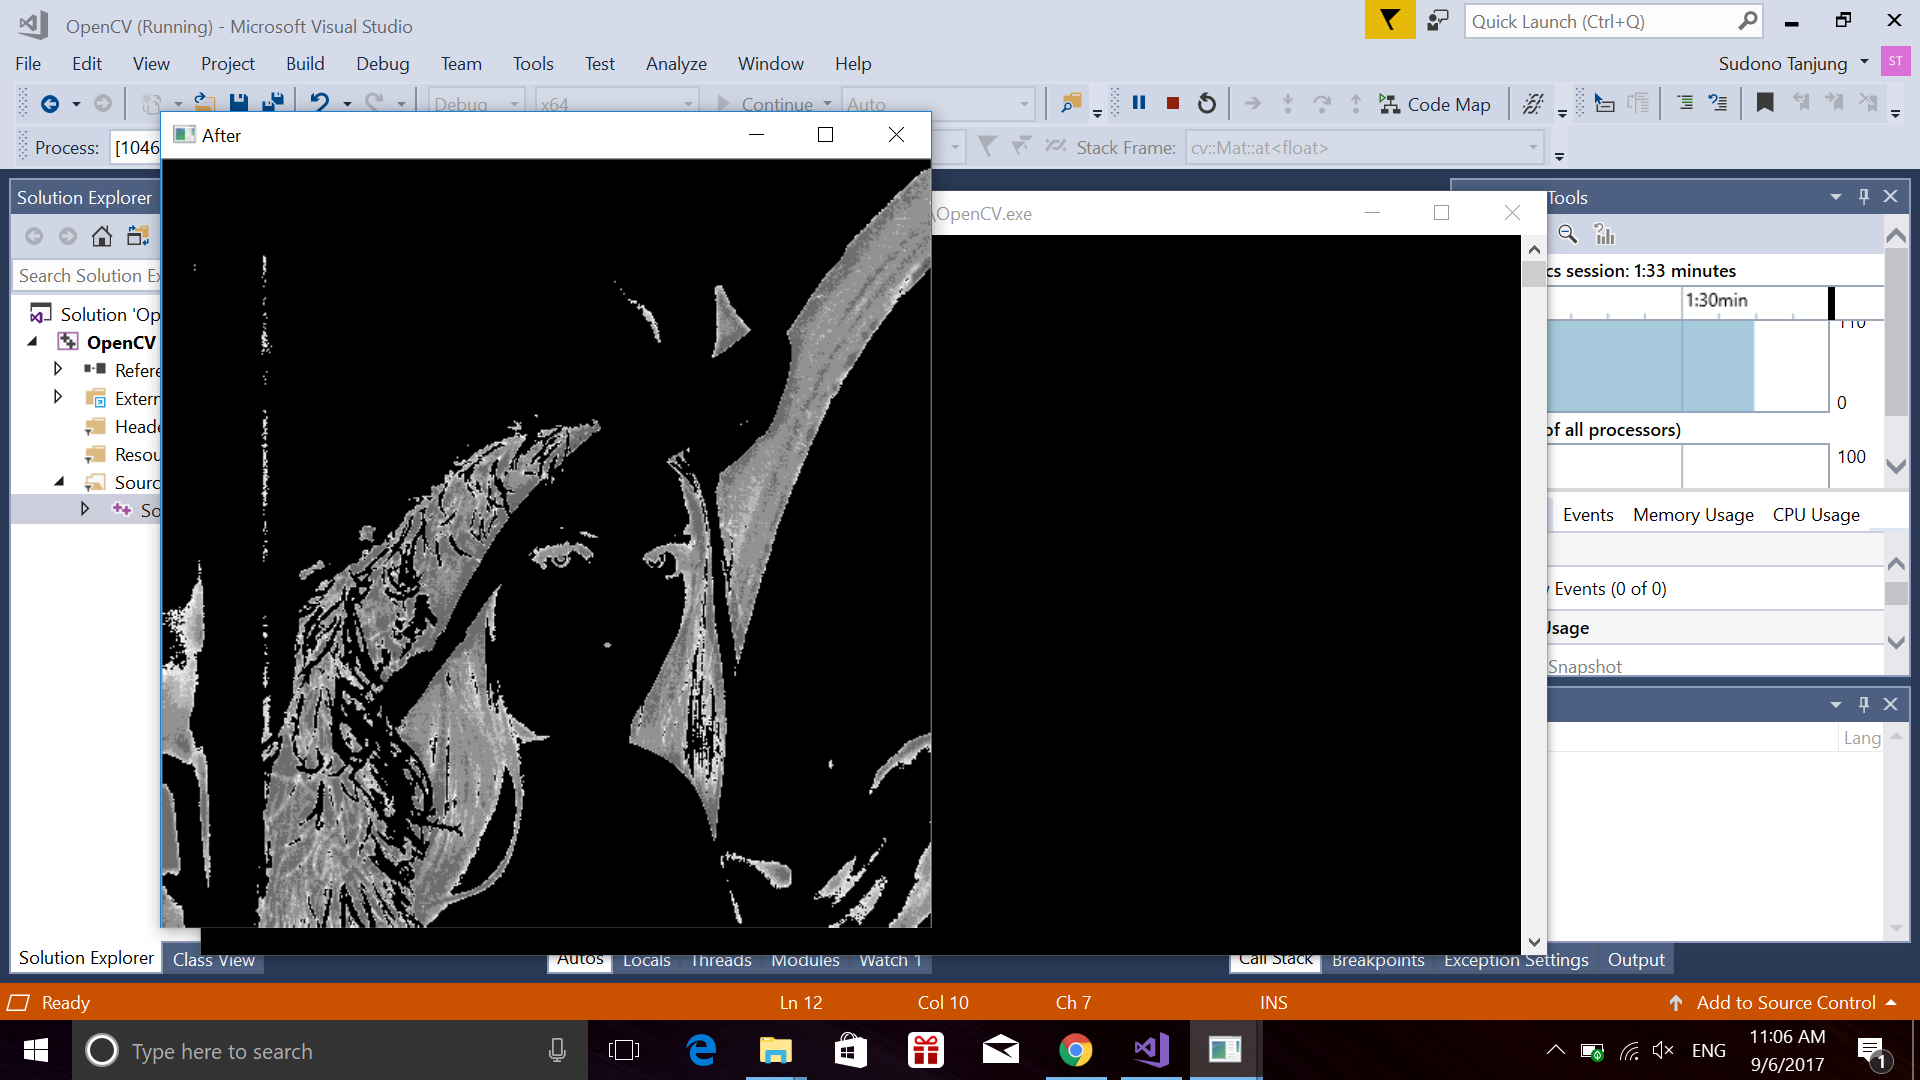 OpenCV (Running) - Microsoft Visual Studio
Quick Launch (Ctrl+Q)
File Edit View Project Build Debug Team Tools Test Analyze Window Help
Sudono Tanjung ST
Debug x64 Continue Auto Code Map
Process: [1046 Stack Frame: cv::Mat::at<float>
After
\OpenCV.exe
Solution Explorer
Search Solution Ex
Solution 'Op
OpenCV
Refere
Extern
Heade
Resou
Sourc
So
Tools
cs session: 1:33 minutes
1:30min
110
0
of all processors)
100
Events Memory Usage CPU Usage
Events (0 of 0)
Usage
Snapshot
Lang
Solution Explorer Class View
Autos Locals Threads Modules Watch 1
Call Stack Breakpoints Exception Settings Output
Ready Ln 12 Col 10 Ch 7 INS Add to Source Control
Type here to search
ENG
11:06 AM
9/6/2017
1